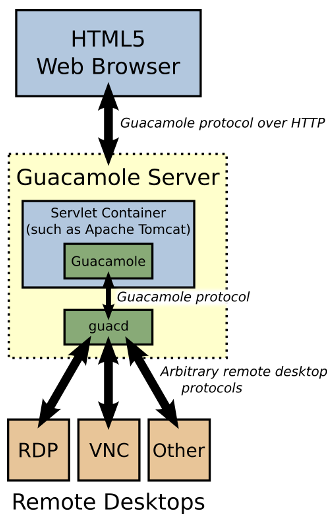 HTML5
Web Browser
Guacamole protocol over HTTP
Guacamole Server
Servlet Container
(such as Apache Tomcat)
Guacamole
Guacamole protocol
guacd
Arbitrary remote desktop
protocols
RDP
VNC
Other
Remote Desktops